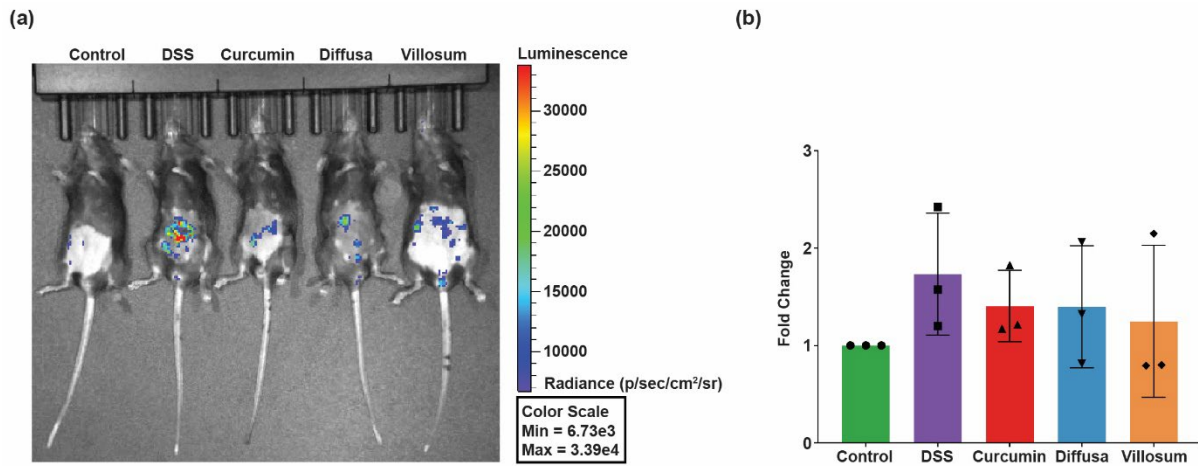 (a)
Control DSS Curcumin Diffusa Villosum
Luminescence
30000
25000
20000
15000
10000
Radiance (p/sec/cm²/sr)
Color Scale
Min = 6.73e3
Max = 3.39e4
(b)
3
2
1
0
Fold Change
Control DSS Curcumin Diffusa Villosum